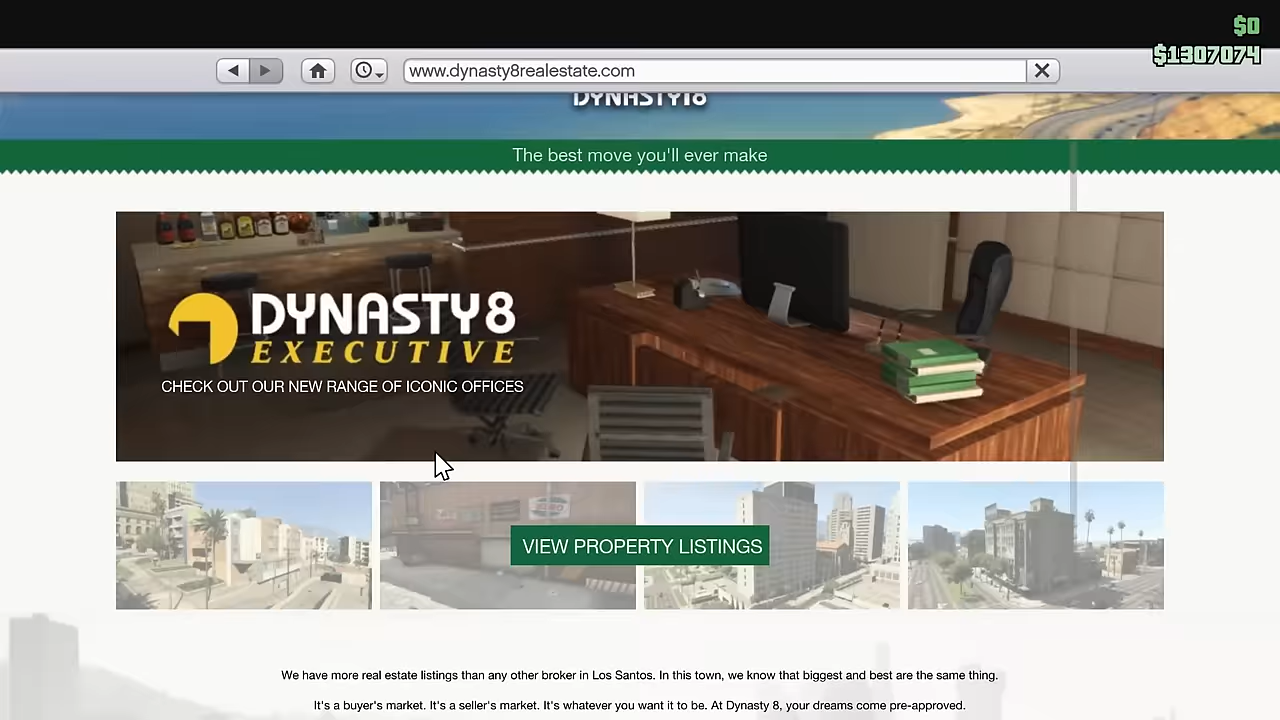 $0
$1307074
www.dynasty8realestate.com
DYNASTY8
The best move you'll ever make
DYNASTY8
EXECUTIVE
CHECK OUT OUR NEW RANGE OF ICONIC OFFICES
VIEW PROPERTY LISTINGS
We have more real estate listings than any other broker in Los Santos. In this town, we know that biggest and best are the same thing.
It's a buyer's market. It's a seller's market. It's whatever you want it to be. At Dynasty 8, your dreams come pre-approved.